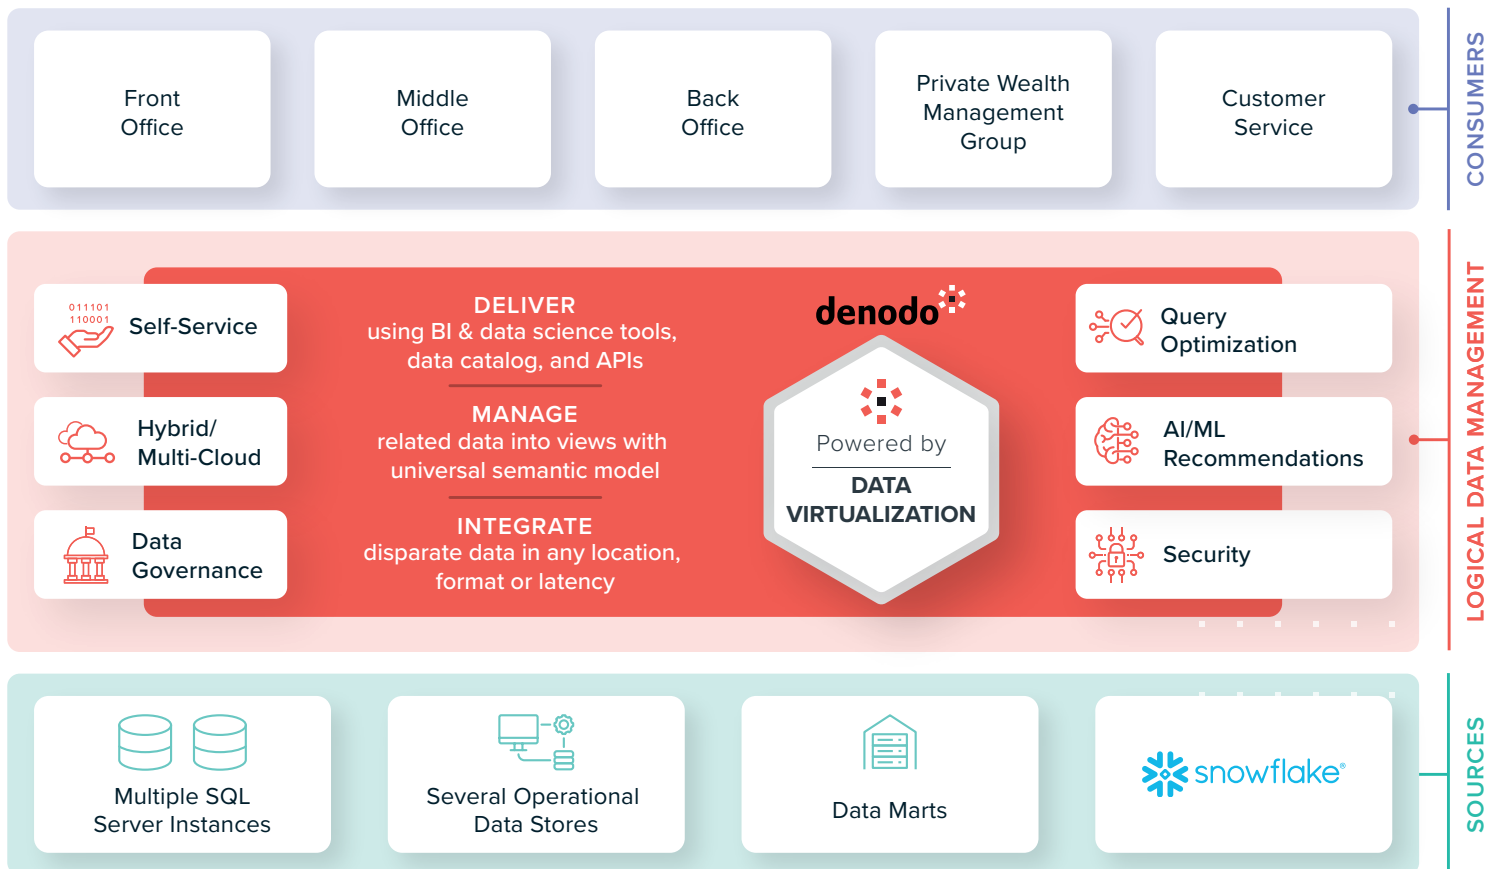 Front
Office
Middle
Office
Back
Office
Private Wealth
Management
Group
Customer
Service
CONSUMERS
011101
110001
Self-Service
Hybrid/
Multi-Cloud
Data
Governance
DELIVER
using BI & data science tools,
data catalog, and APIs
MANAGE
related data into views with
universal semantic model
INTEGRATE
disparate data in any location,
format or latency
denodo
Powered by
DATA
VIRTUALIZATION
Query
Optimization
AI/ML
Recommendations
Security
LOGICAL DATA MANAGEMENT
Multiple SQL
Server Instances
Several Operational
Data Stores
Data Marts
snowflake®
SOURCES